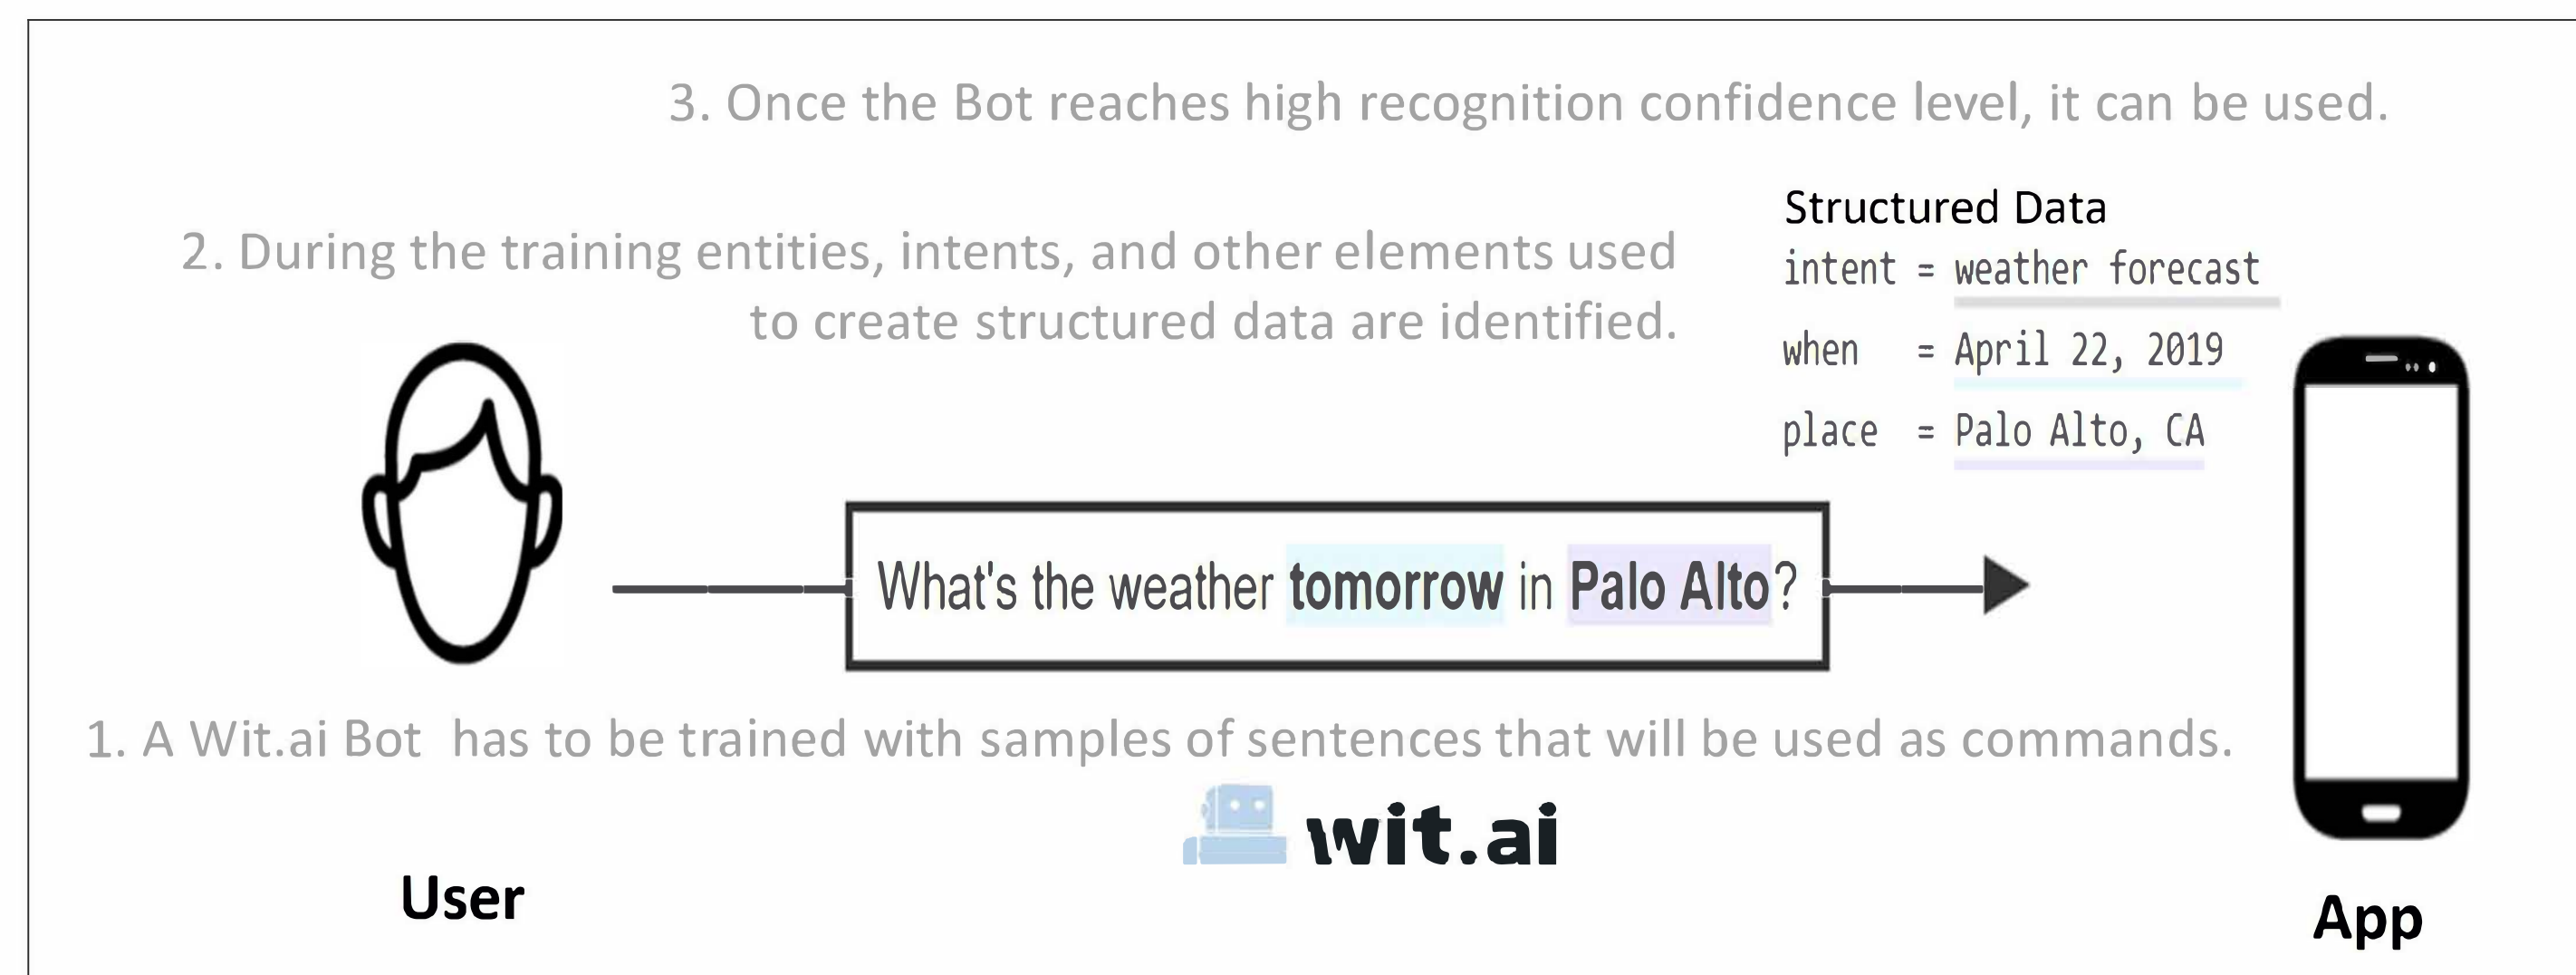 3. Once the Bot reaches high recognition confidence level, it can be used.
2. During the training entities, intents, and other elements used
to create structured data are identified.
Structured Data
intent = weather forecast
when = April 22, 2019
place = Palo Alto, CA
What's the weather tomorrow in Palo Alto?
1. A Wit.ai Bot has to be trained with samples of sentences that will be used as commands.
wit.ai
User
App